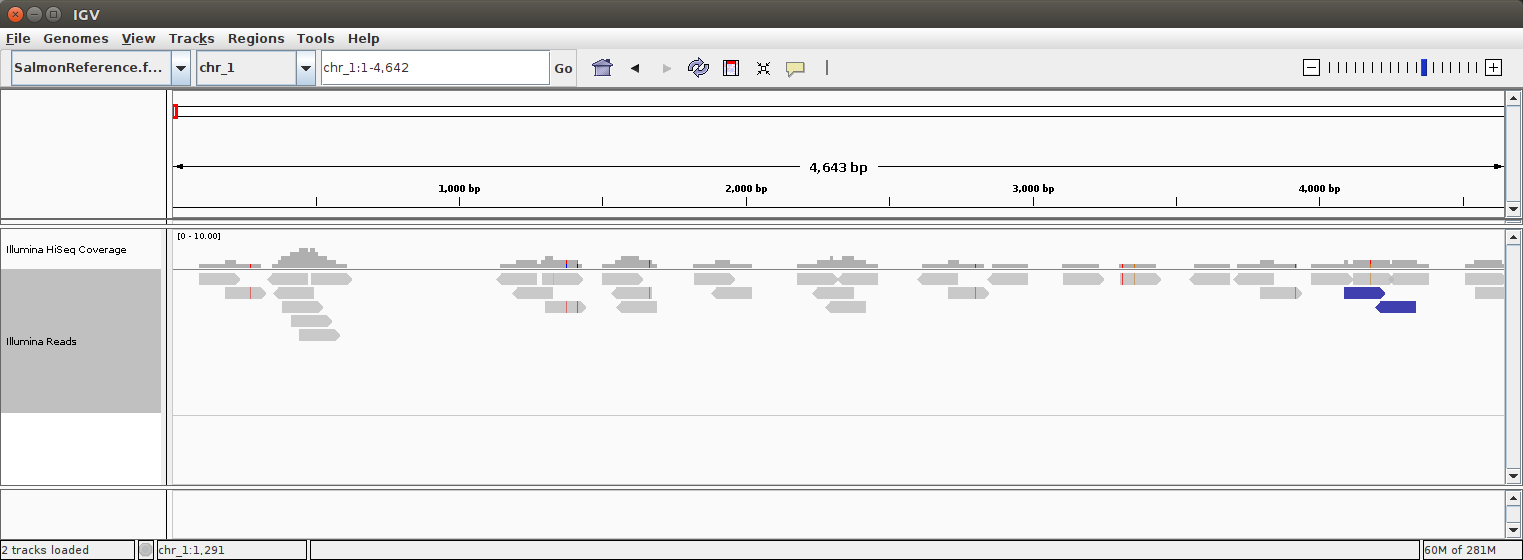 IGV
File Genomes View Tracks Regions Tools Help
SalmonReference.f... chr_1 chr_1:1-4,642 Go
4,643 bp
1,000 bp 2,000 bp 3,000 bp 4,000 bp
[0 - 10.00]
Illumina HiSeq Coverage
Illumina Reads
2 tracks loaded chr_1:1,291 60M of 281M